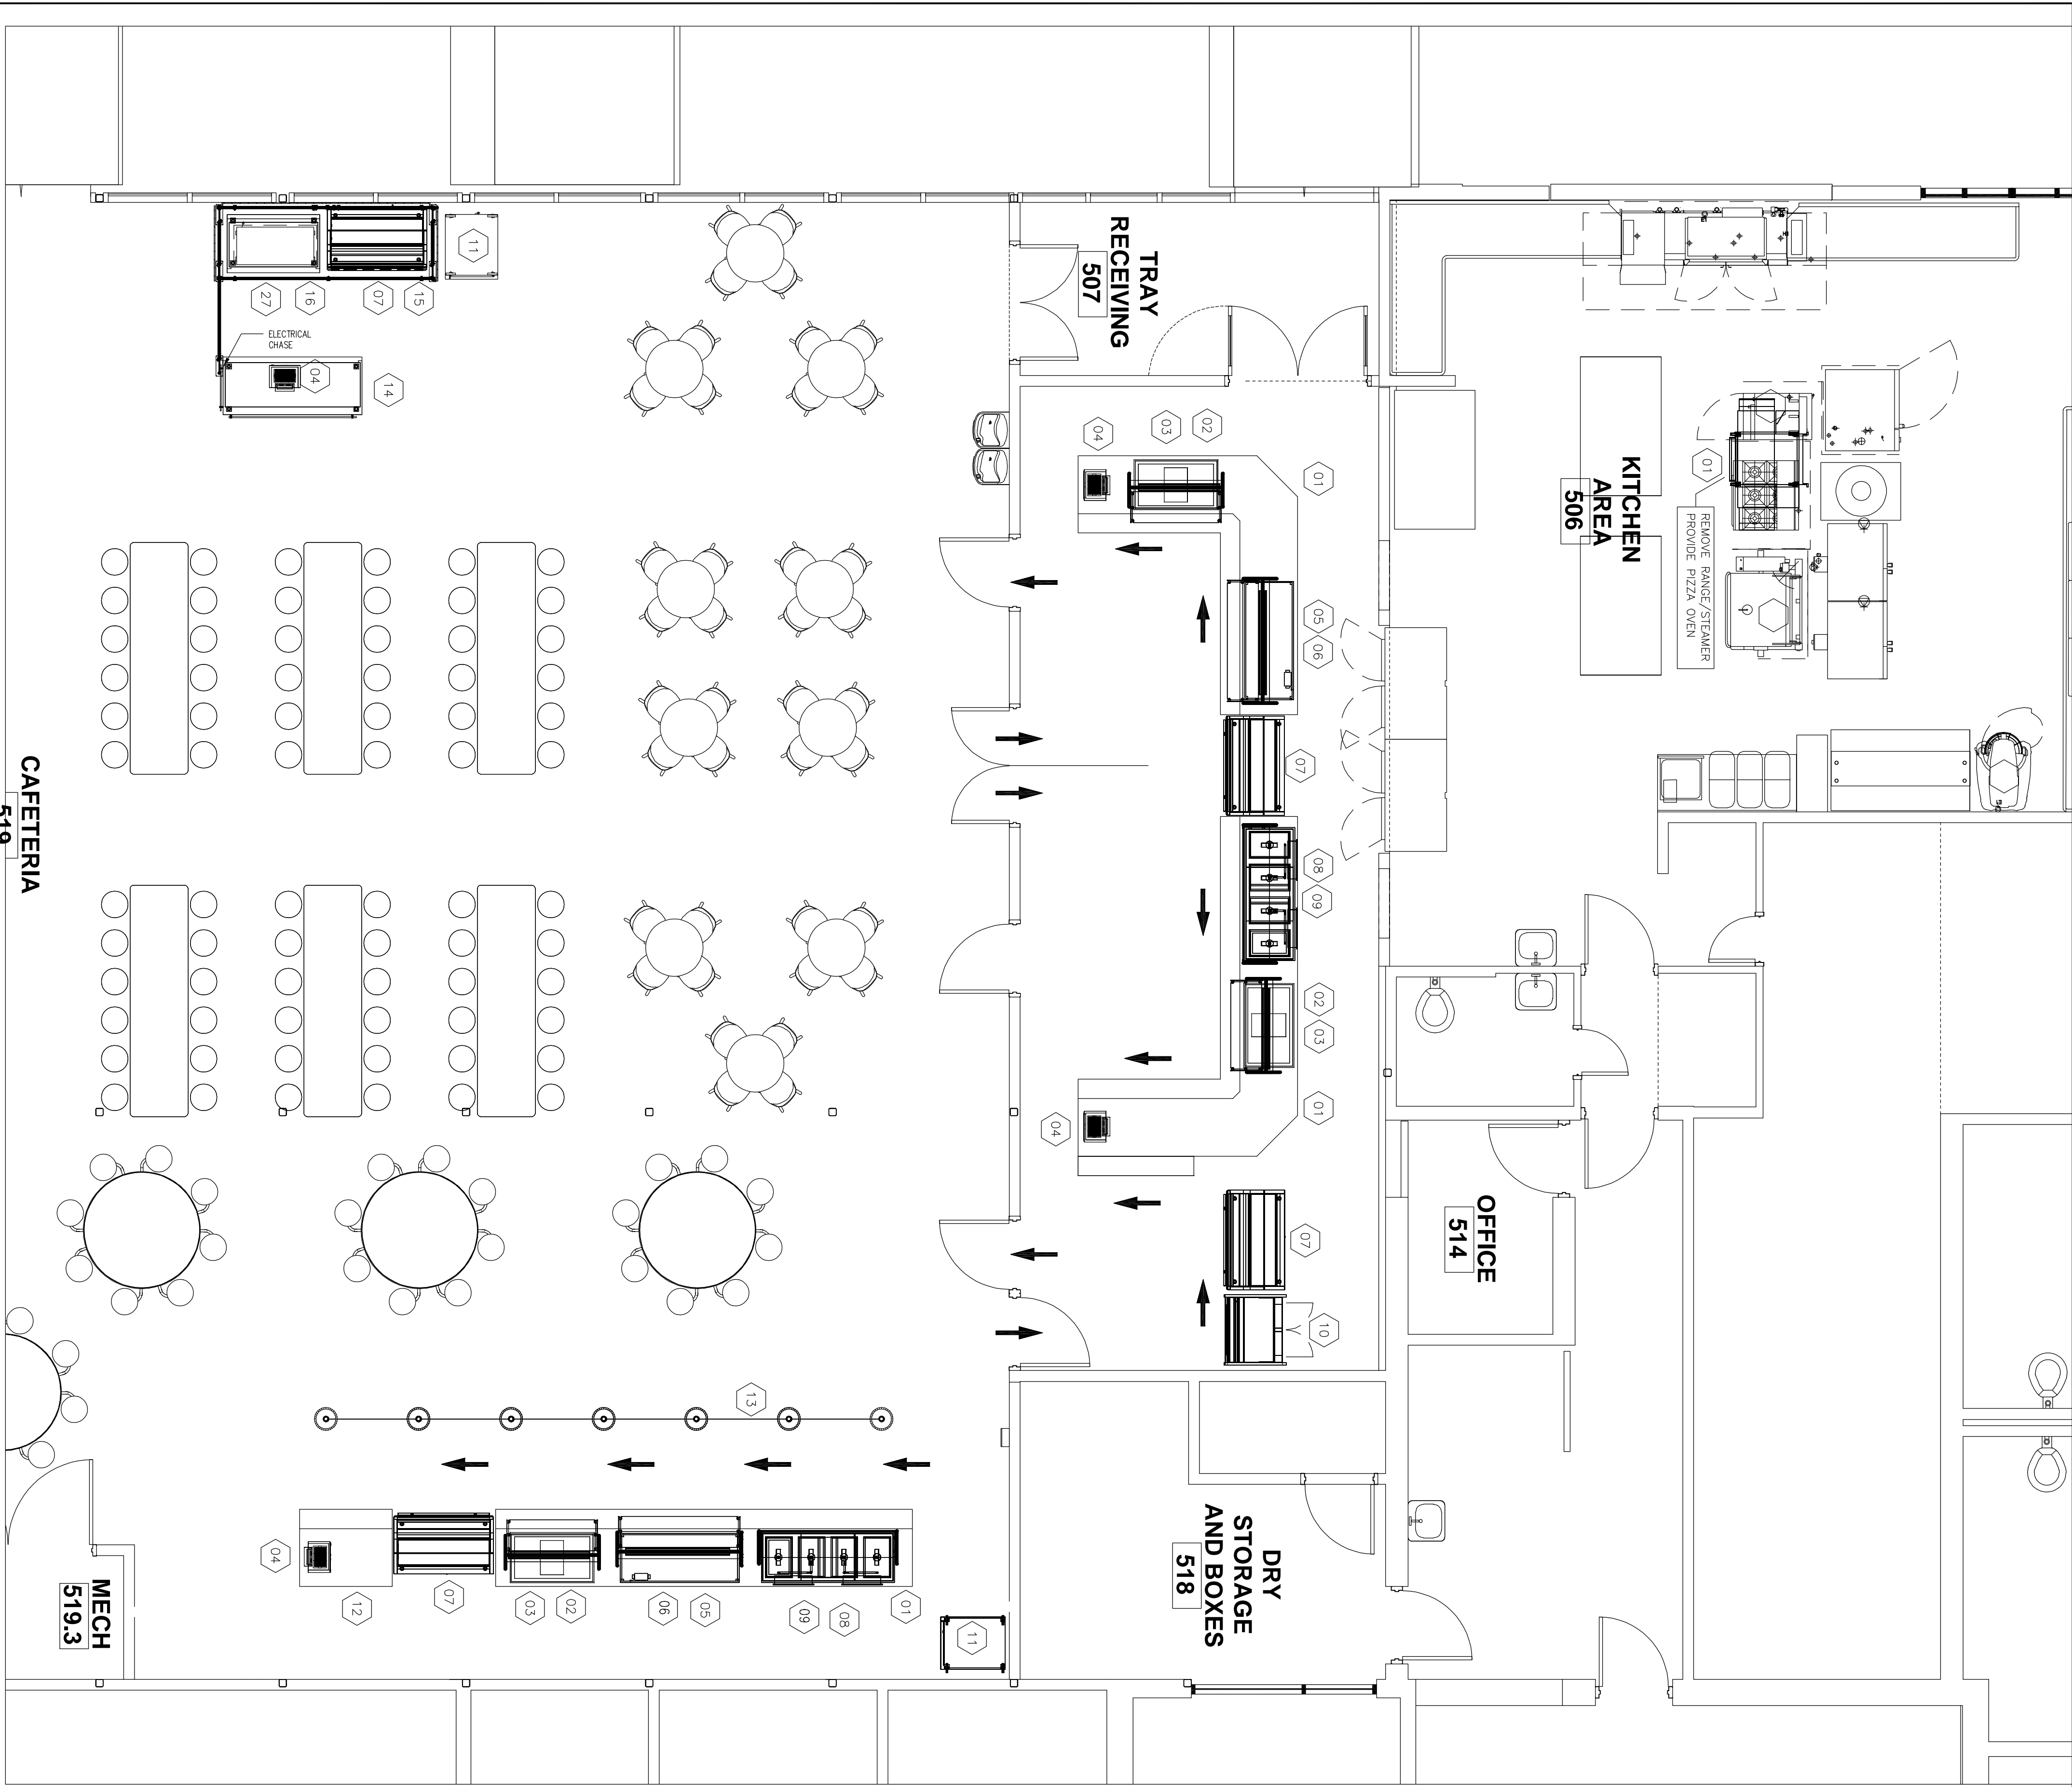 TRAY
RECEIVING
507
KITCHEN
AREA
506
01
REMOVE RANGE/STEAMER
PROVIDE PIZZA OVEN
11
15
07
16
27
ELECTRICAL
CHASE
04
14
04
03
02
01
05
06
07
08
09
02
03
01
04
07
10
OFFICE
514
CAFETERIA
519
13
DRY
STORAGE
AND BOXES
518
MECH
519.3
04
12
07
03
02
06
05
09
08
01
11